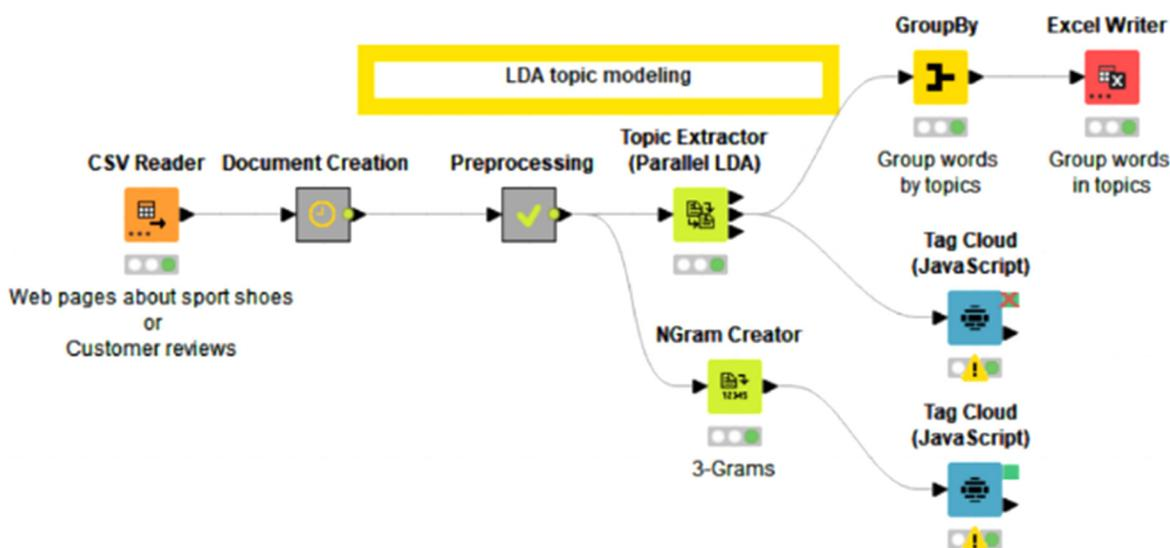 GroupBy
Excel Writer
LDA topic modeling
Topic Extractor
(Parallel LDA)
CSV Reader
Document Creation
Preprocessing
Group words
by topics
Group words
in topics
Tag Cloud
(JavaScript)
Web pages about sport shoes
or
Customer reviews
NGram Creator
12345
3-Grams
Tag Cloud
(JavaScript)